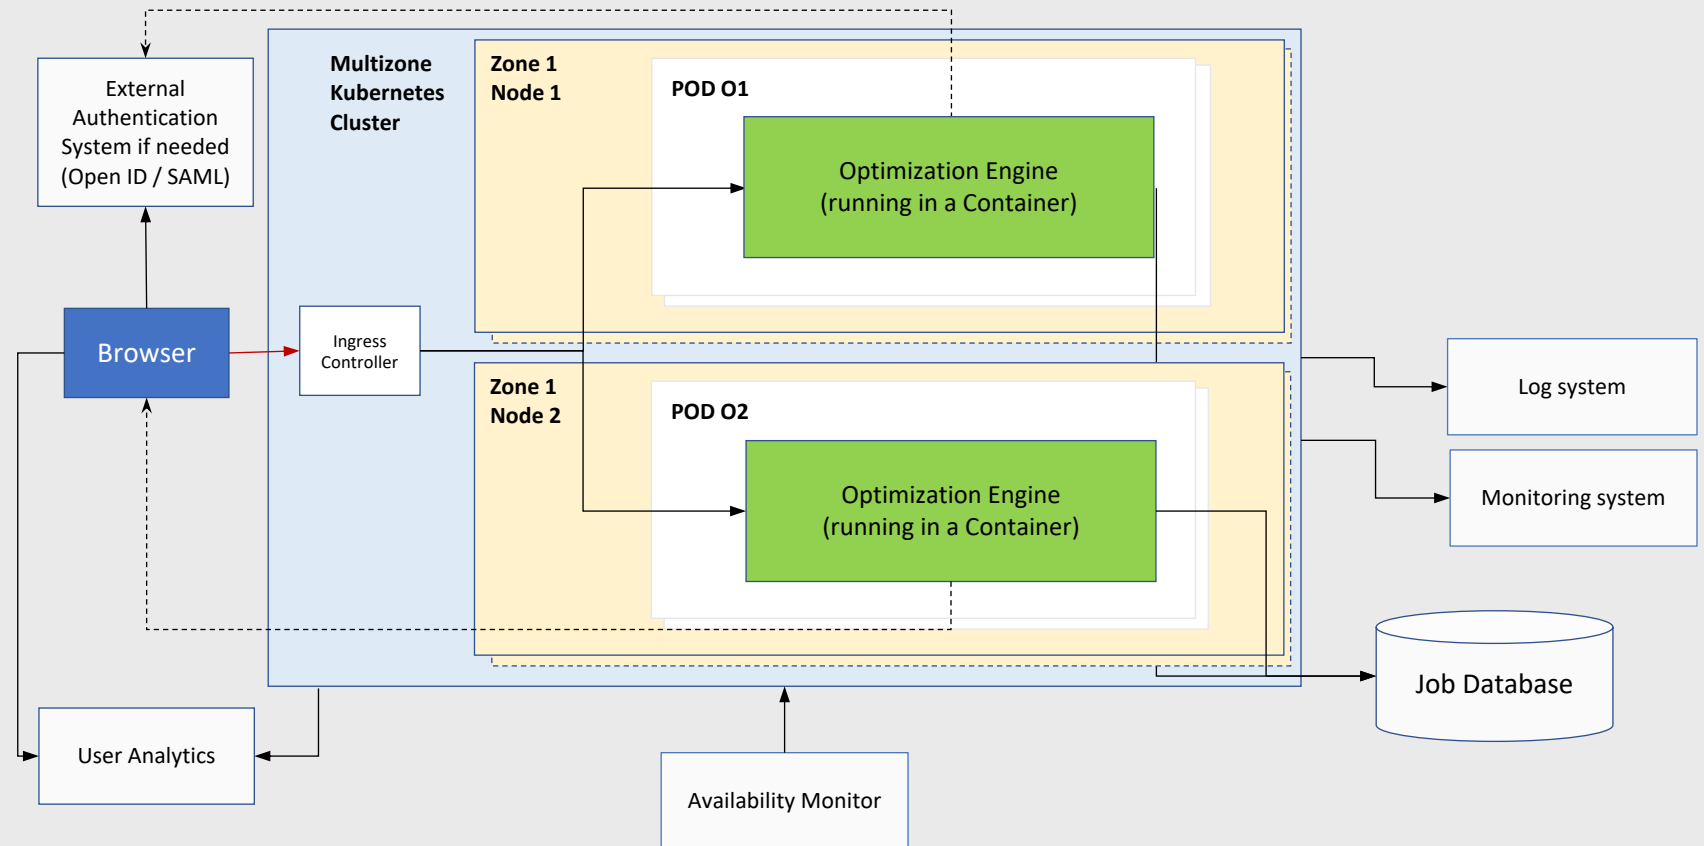 External
Authentication
System if needed
(Open ID / SAML)
Multizone
Kubernetes
Cluster
Zone 1
Node 1
POD O1
Optimization Engine
(running in a Container)
Browser
Ingress
Controller
Zone 1
Node 2
POD O2
Optimization Engine
(running in a Container)
Log system
Monitoring system
Job Database
User Analytics
Availability Monitor